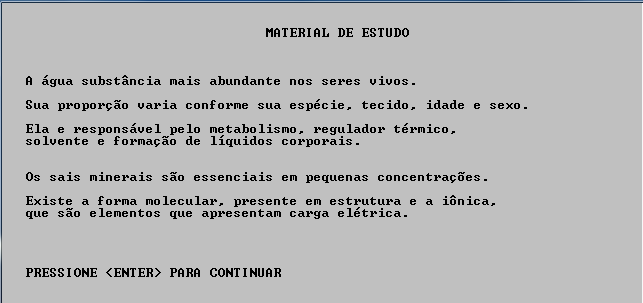 MATERIAL DE ESTUDO
A água substância mais abundante nos seres vivos.
Sua proporção varia conforme sua espécie, tecido, idade e sexo.
Ela e responsável pelo metabolismo, regulador térmico,
solvente e formação de líquidos corporais.
Os sais minerais são essenciais em pequenas concentrações.
Existe a forma molecular, presente em estrutura e a iônica,
que são elementos que apresentam carga elétrica.
PRESSIONE <ENTER> PARA CONTINUAR